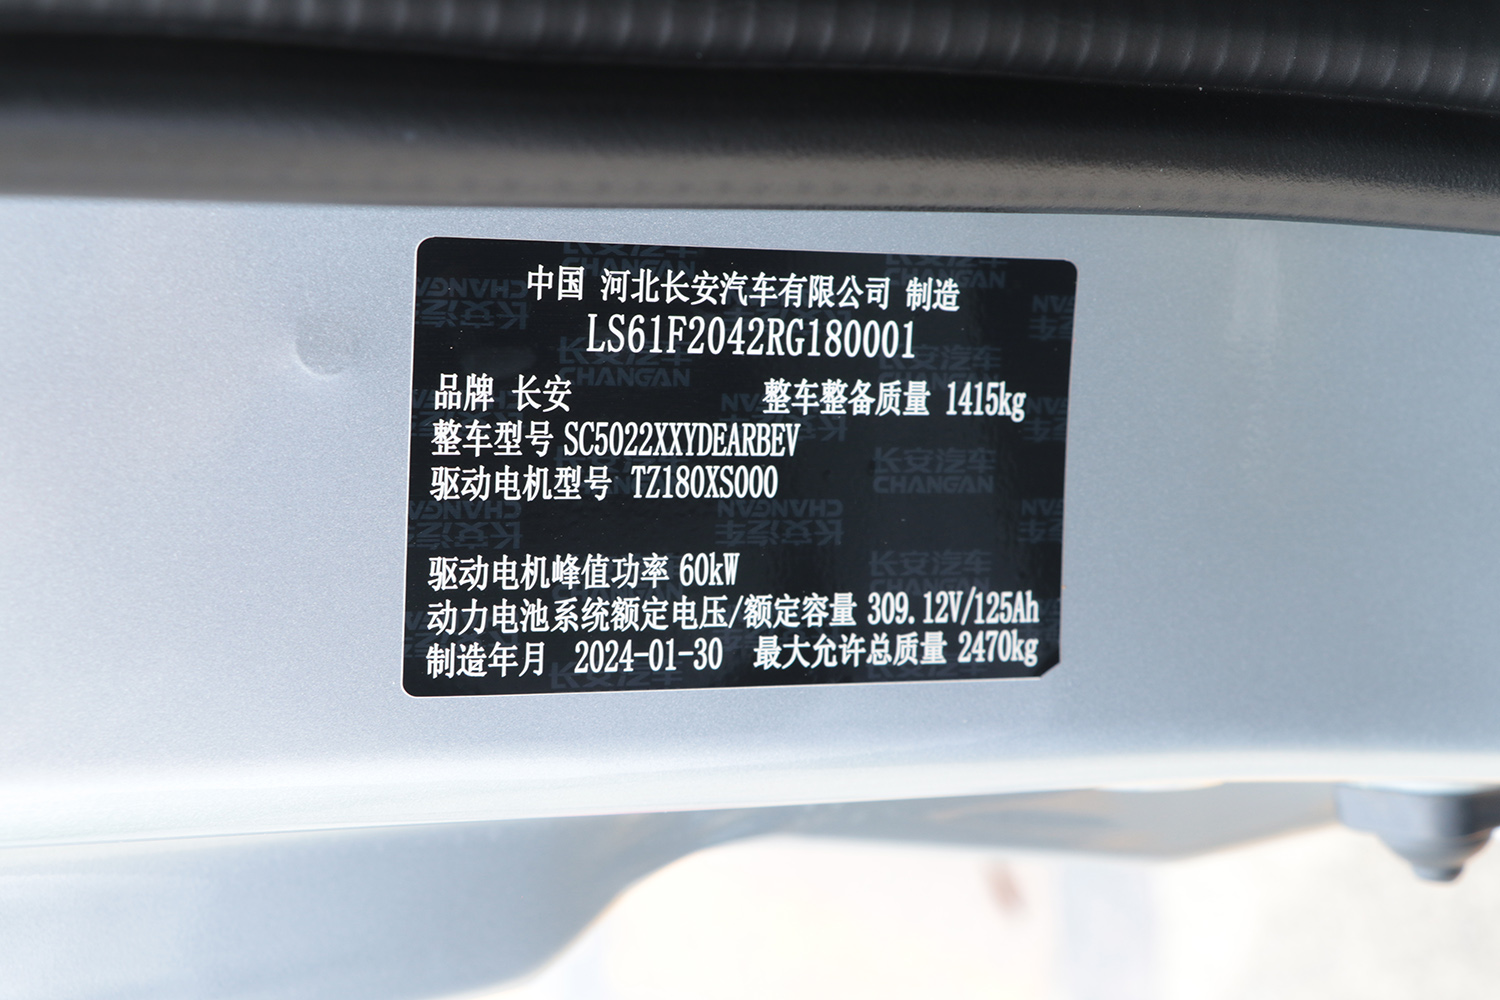 中国 河北长安汽车有限公司 制造
LS61F2042RG180001
品牌 长安 整车整备质量 1415kg
整车型号 SC5022XXYDEARBEV
驱动电机型号 TZ180XS000
驱动电机峰值功率 60kW
动力电池系统额定电压/额定容量 309.12V/125Ah
制造年月 2024-01-30 最大允许总质量 2470kg